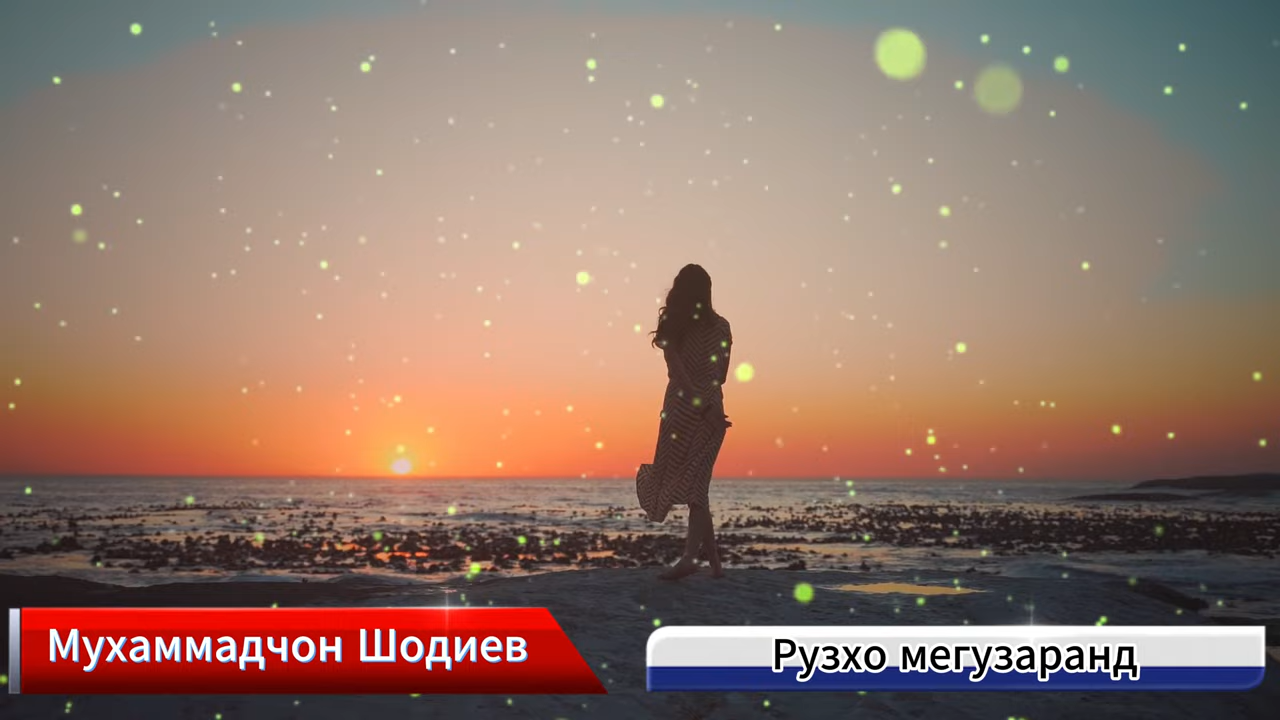 Мухаммадчон Шодиев
Рузхо мегузаранд